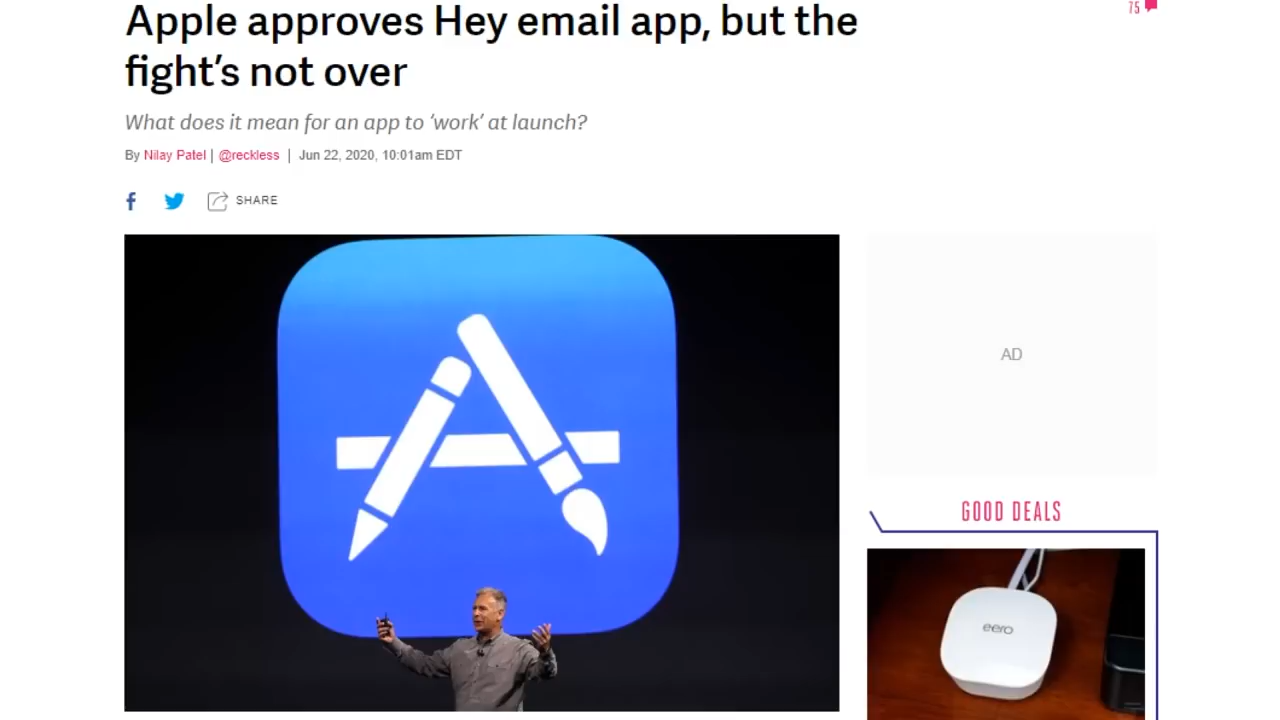 75
Apple approves Hey email app, but the
fight’s not over
What does it mean for an app to ‘work’ at launch?
By Nilay Patel | @reckless | Jun 22, 2020, 10:01am EDT
SHARE
AD
GOOD DEALS
eero